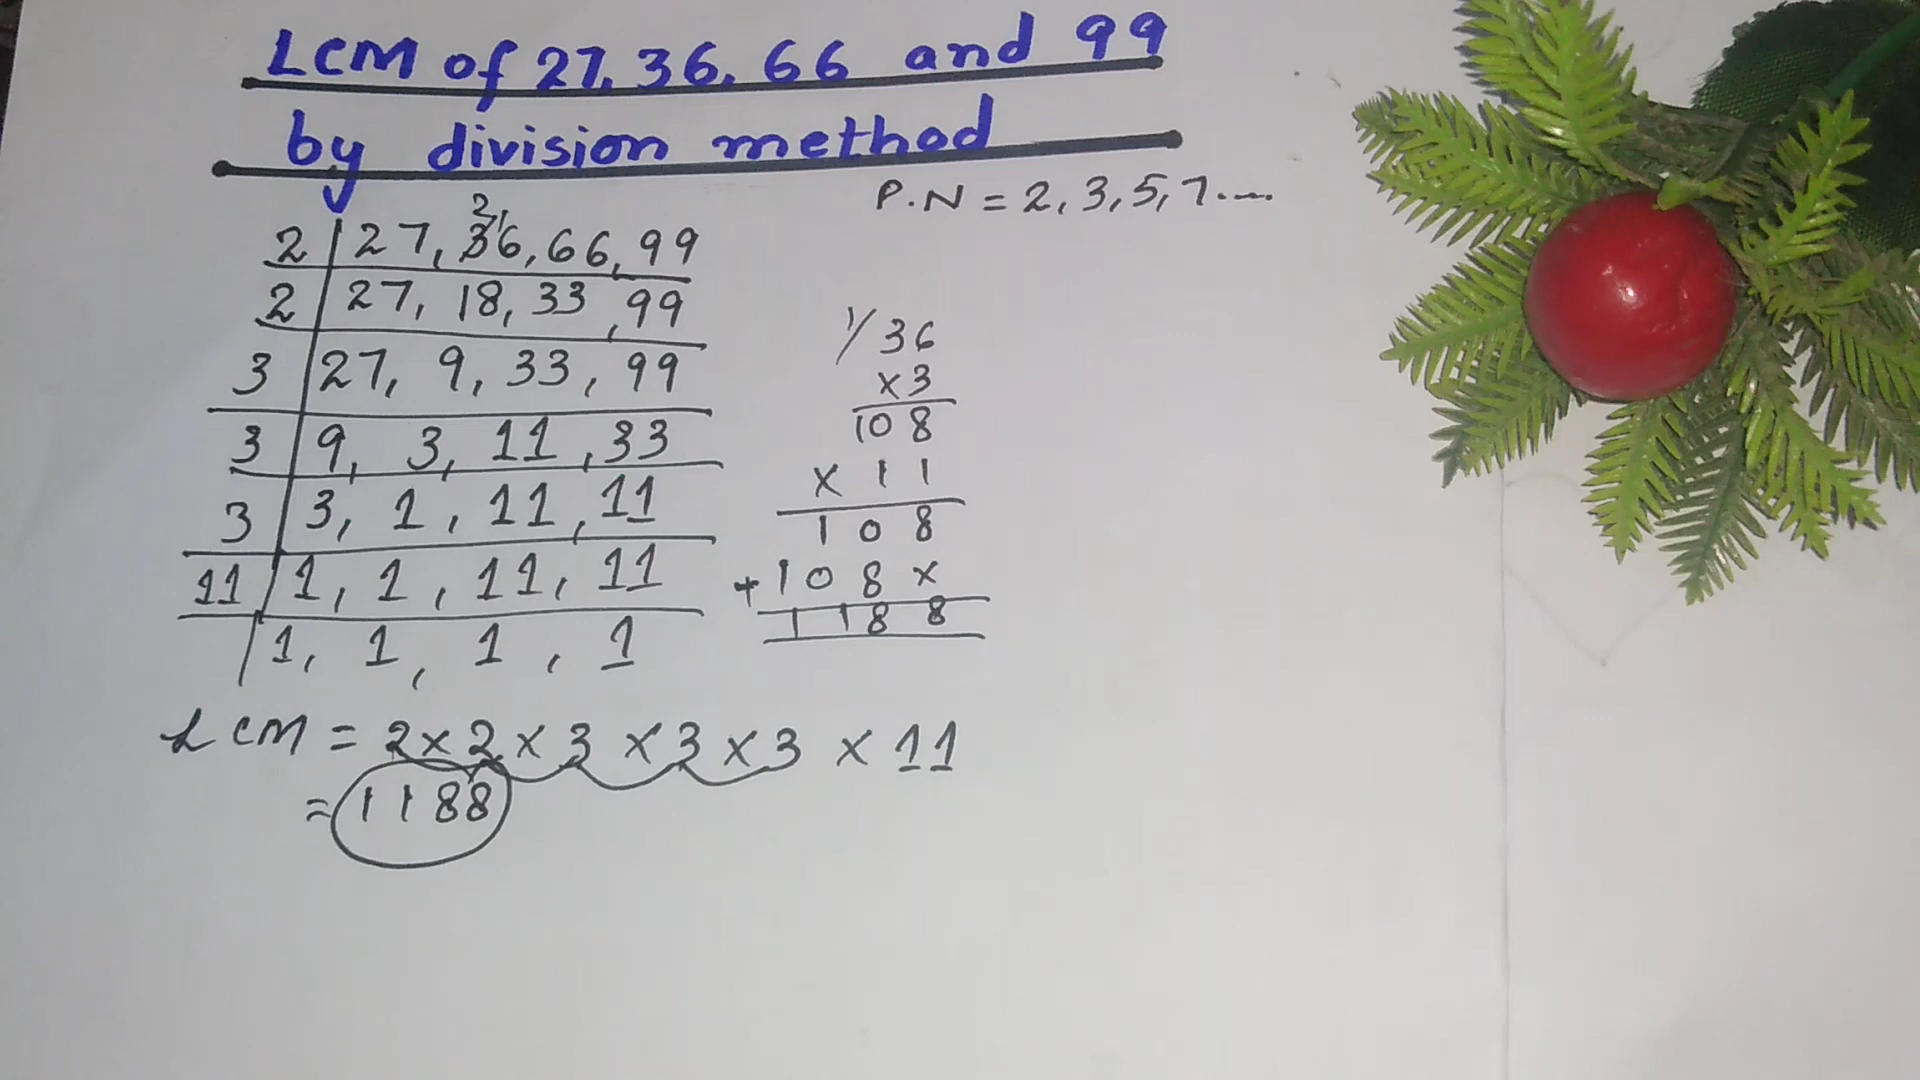 LCM of 27, 36, 66 and 99
by division method
P.N = 2, 3, 5, 7....
2 | 27, 36, 66, 99
2 | 27, 18, 33, 99
3 | 27, 9, 33, 99
3 | 9, 3, 11, 33
3 | 3, 1, 11, 11
11 | 1, 1, 11, 11
| 1, 1, 1, 1
36
x3
108
x 11
108
+108x
1188
LCM = 2 x 2 x 3 x 3 x 3 x 11
= 1188